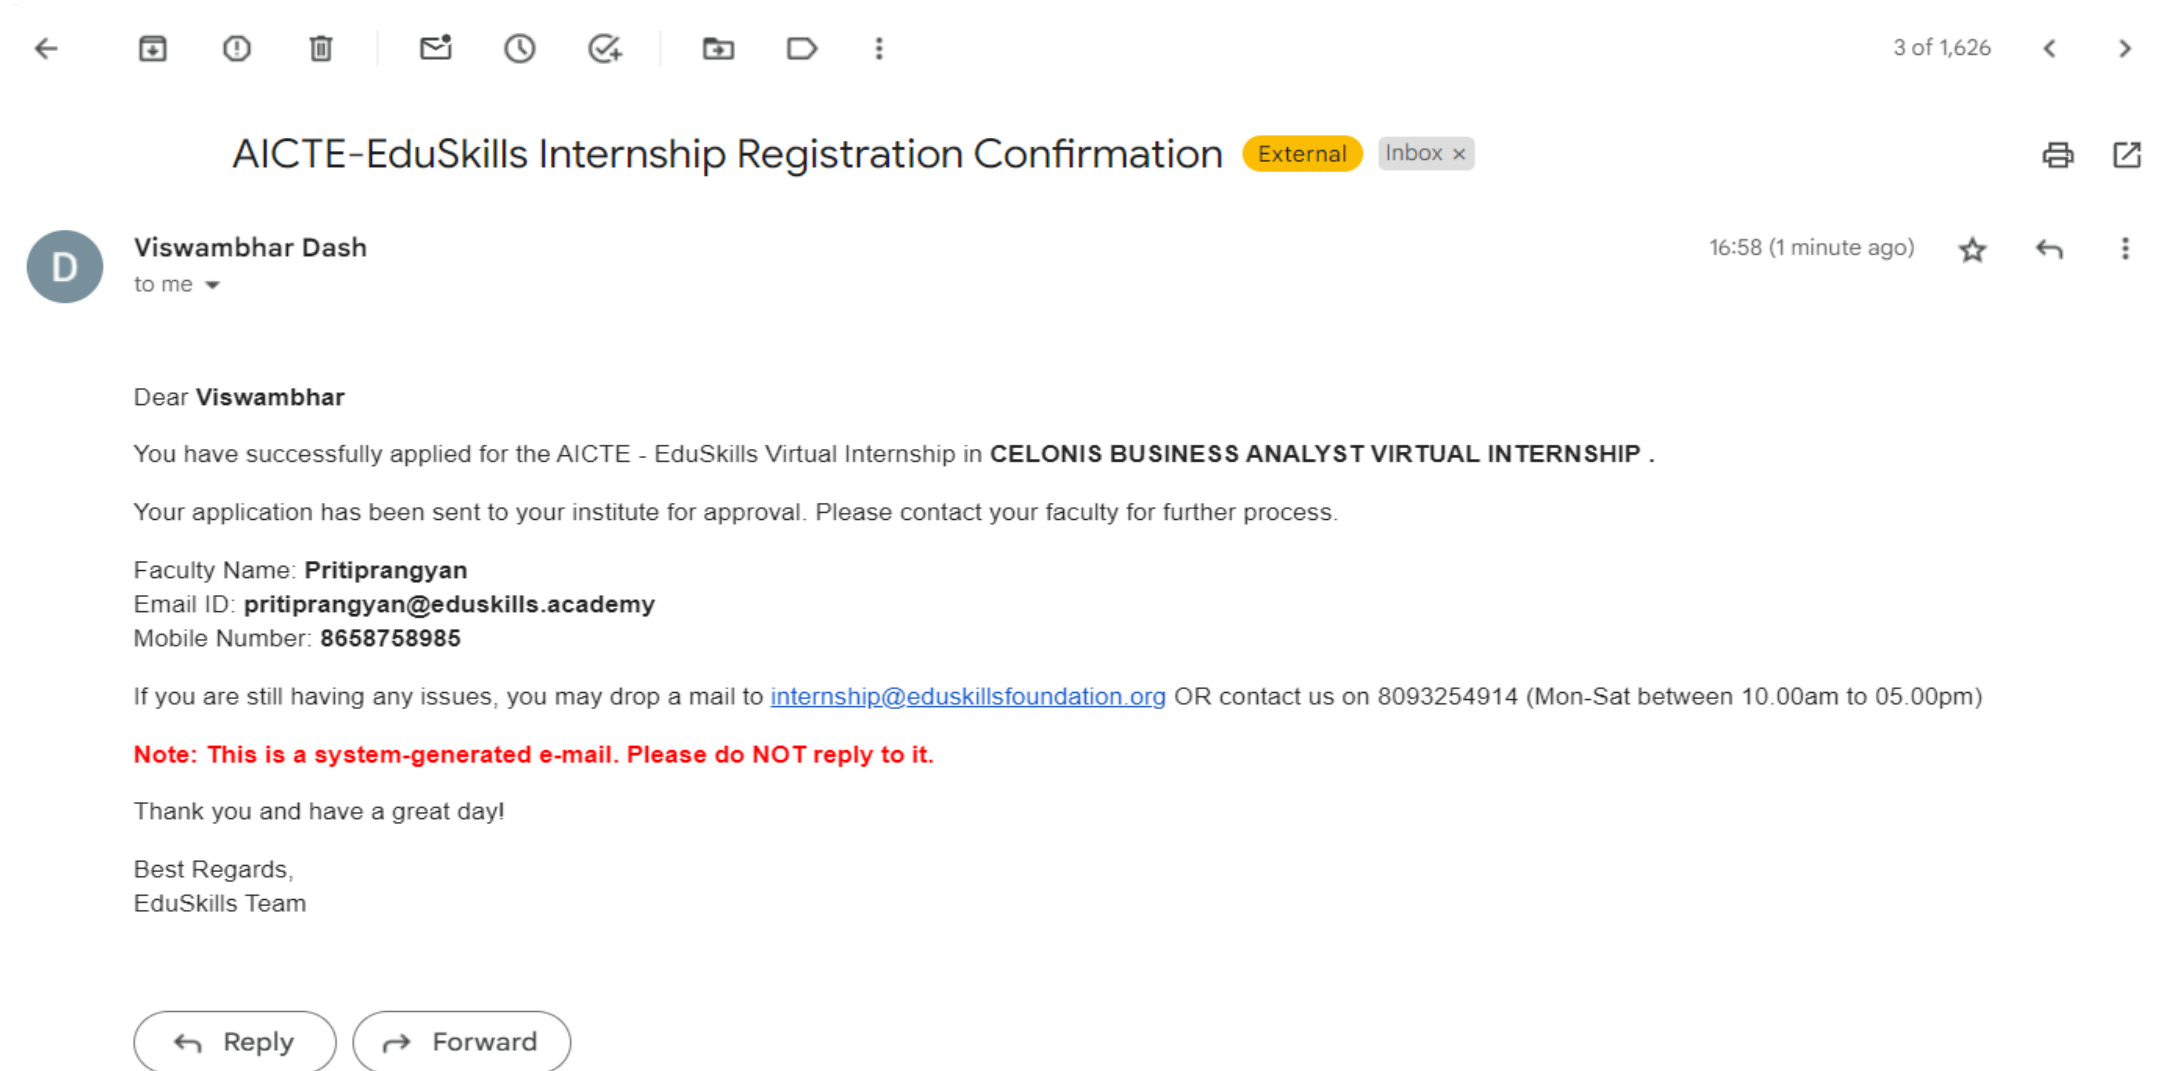 3 of 1,626
AICTE-EduSkills Internship Registration Confirmation External Inbox ×
D
Viswambhar Dash
16:58 (1 minute ago)
to me
Dear Viswambhar
You have successfully applied for the AICTE - EduSkills Virtual Internship in CELONIS BUSINESS ANALYST VIRTUAL INTERNSHIP .
Your application has been sent to your institute for approval. Please contact your faculty for further process.
Faculty Name: Pritiprangyan
Email ID: pritiprangyan@eduskills.academy
Mobile Number: 8658758985
If you are still having any issues, you may drop a mail to internship@eduskillsfoundation.org OR contact us on 8093254914 (Mon-Sat between 10.00am to 05.00pm)
Note: This is a system-generated e-mail. Please do NOT reply to it.
Thank you and have a great day!
Best Regards,
EduSkills Team
Reply Forward